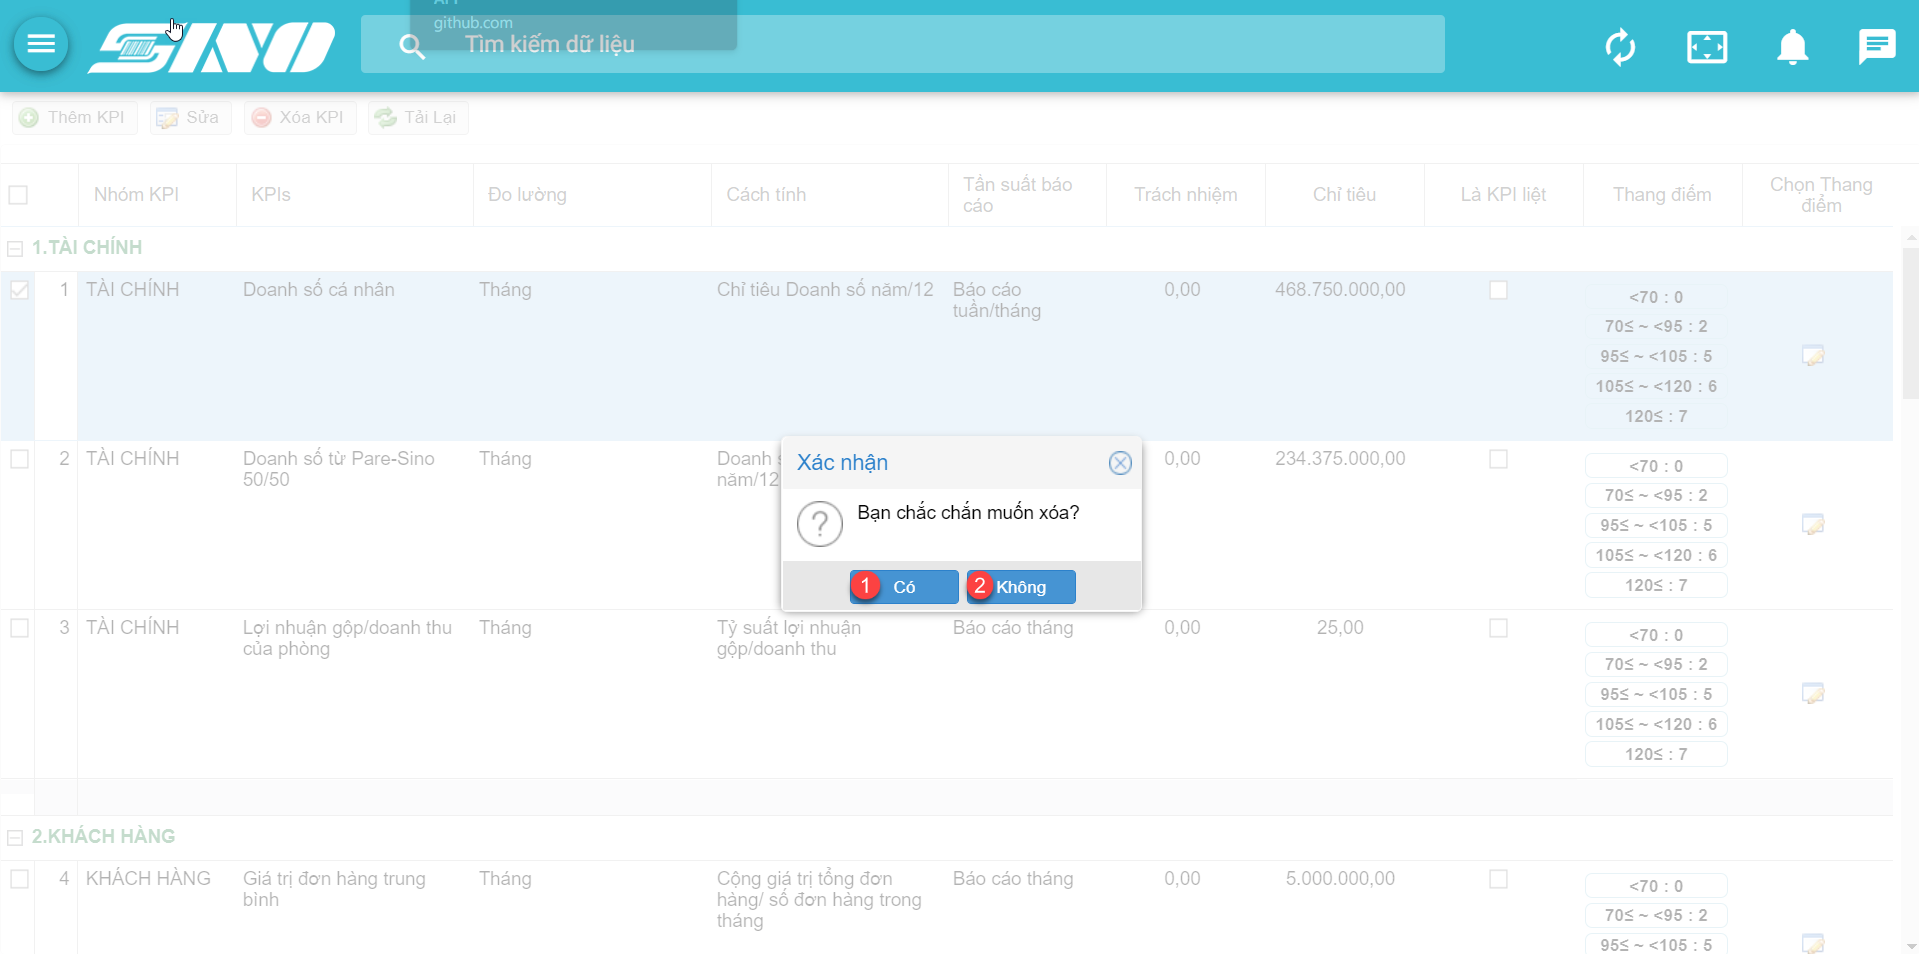 SINO
github.com
Tìm kiếm dữ liệu
Thêm KPI
Sửa
Xóa KPI
Tải Lại
Nhóm KPI
KPIs
Đo lường
Cách tính
Tần suất báo
cáo
Trách nhiệm
Chỉ tiêu
Là KPI liệt
Thang điểm
Chọn Thang
điểm
1.TÀI CHÍNH
1
TÀI CHÍNH
Doanh số cá nhân
Tháng
Chỉ tiêu Doanh số năm/12
Báo cáo
tuần/tháng
0,00
468.750.000,00
<70 : 0
70≤ ~ <95 : 2
95≤ ~ <105 : 5
105≤ ~ <120 : 6
120≤ : 7
2
TÀI CHÍNH
Doanh số từ Pare-Sino
50/50
Tháng
Doanh
năm/12
0,00
234.375.000,00
<70 : 0
70≤ ~ <95 : 2
95≤ ~ <105 : 5
105≤ ~ <120 : 6
120≤ : 7
Xác nhận
Bạn chắc chắn muốn xóa?
1 Có
2 Không
3
TÀI CHÍNH
Lợi nhuận gộp/doanh thu
của phòng
Tháng
Tỷ suất lợi nhuận
gộp/doanh thu
Báo cáo tháng
0,00
25,00
<70 : 0
70≤ ~ <95 : 2
95≤ ~ <105 : 5
105≤ ~ <120 : 6
120≤ : 7
2.KHÁCH HÀNG
4
KHÁCH HÀNG
Giá trị đơn hàng trung
bình
Tháng
Cộng giá trị tổng đơn
hàng/ số đơn hàng trong
tháng
Báo cáo tháng
0,00
5.000.000,00
<70 : 0
70≤ ~ <95 : 2
95≤ ~ <105 : 5